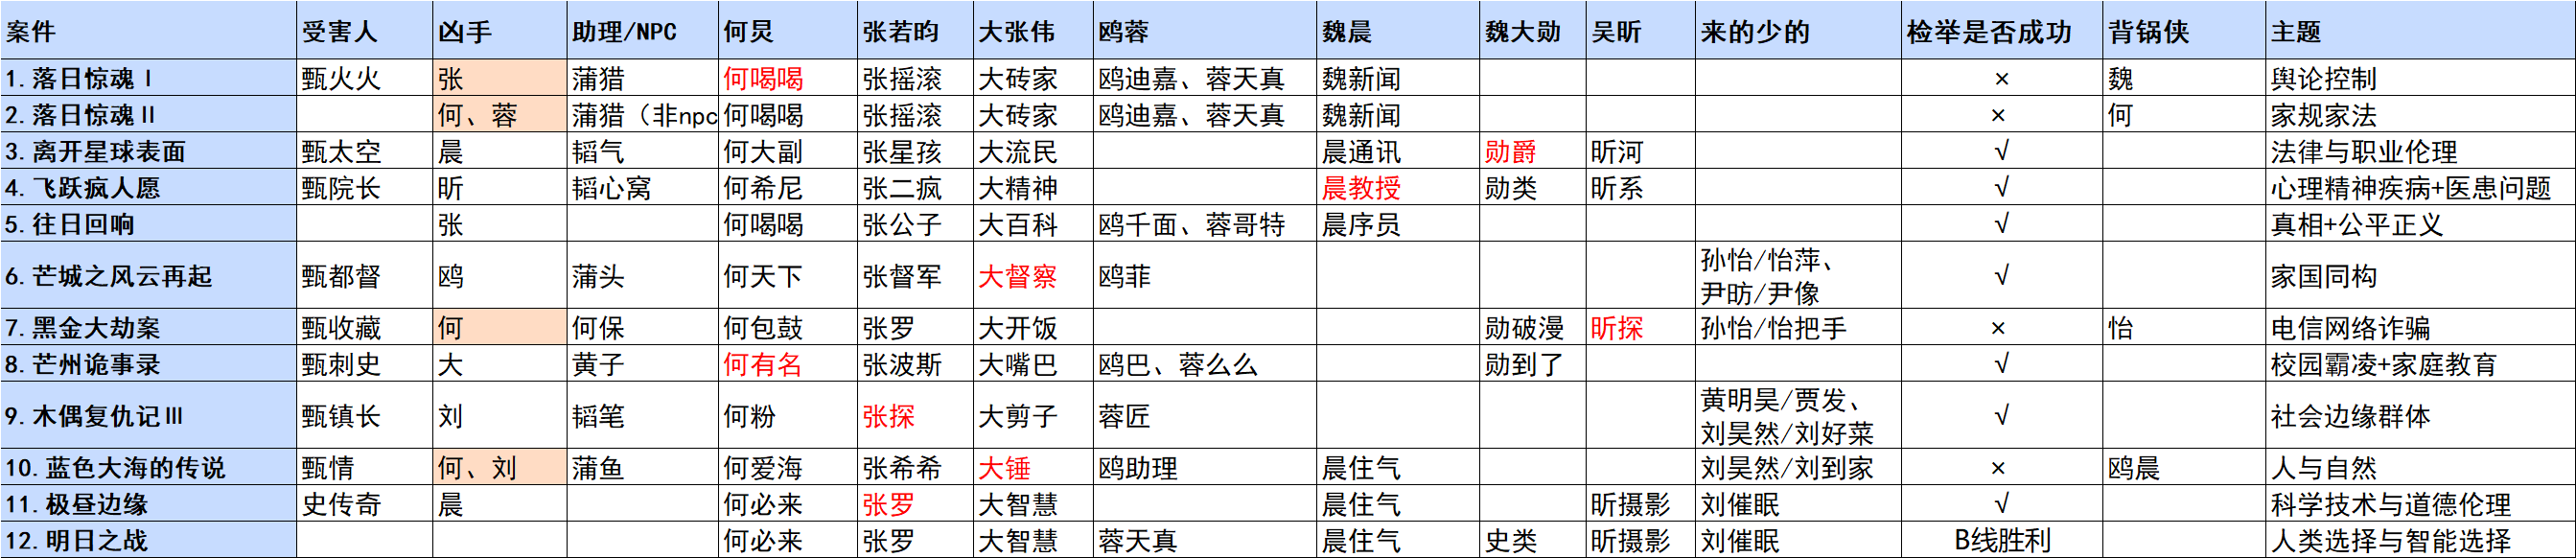 案件 受害人 凶手 助理/NPC 何炅 张若昀 大张伟 鸥蓉 魏晨 魏大勋 吴昕 来的少的 检举是否成功 背锅侠 主题
1.落日惊魂Ⅰ 甄火火 张 蒲猎 何喝喝 张摇滚 大砖家 鸥迪嘉、蓉天真 魏新闻 × 魏 舆论控制
2.落日惊魂Ⅱ 何、蓉 蒲猎（非npc 何喝喝 张摇滚 大砖家 鸥迪嘉、蓉天真 魏新闻 × 何 家规家法
3.离开星球表面 甄太空 晨 韬气 何大副 张星孩 大流民 晨通讯 勋爵 昕河 √ 法律与职业伦理
4.飞跃疯人愿 甄院长 昕 韬心窝 何希尼 张二疯 大精神 晨教授 勋类 昕系 √ 心理精神疾病+医患问题
5.往日回响 张 何喝喝 张公子 大百科 鸥千面、蓉哥特 晨序员 √ 真相+公平正义
6.芒城之风云再起 甄都督 鸥 蒲头 何天下 张督军 大督察 鸥菲 孙怡/怡萍、
尹昉/尹像 √ 家国同构
7.黑金大劫案 甄收藏 何 何保 何包鼓 张罗 大开饭 勋破漫 昕探 孙怡/怡把手 × 怡 电信网络诈骗
8.芒州诡事录 甄刺史 大 黄子 何有名 张波斯 大嘴巴 鸥巴、蓉么么 勋到了 √ 校园霸凌+家庭教育
9.木偶复仇记Ⅲ 甄镇长 刘 韬笔 何粉 张探 大剪子 蓉匠 黄明昊/贾发、
刘昊然/刘好菜 √ 社会边缘群体
10.蓝色大海的传说 甄情 何、刘 蒲鱼 何爱海 张希希 大锤 鸥助理 晨住气 刘昊然/刘到家 × 鸥晨 人与自然
11.极昼边缘 史传奇 晨 何必来 张罗 大智慧 晨住气 昕摄影 刘催眠 √ 科学技术与道德伦理
12.明日之战 何必来 张罗 大智慧 蓉天真 晨住气 史类 昕摄影 刘催眠 B线胜利 人类选择与智能选择